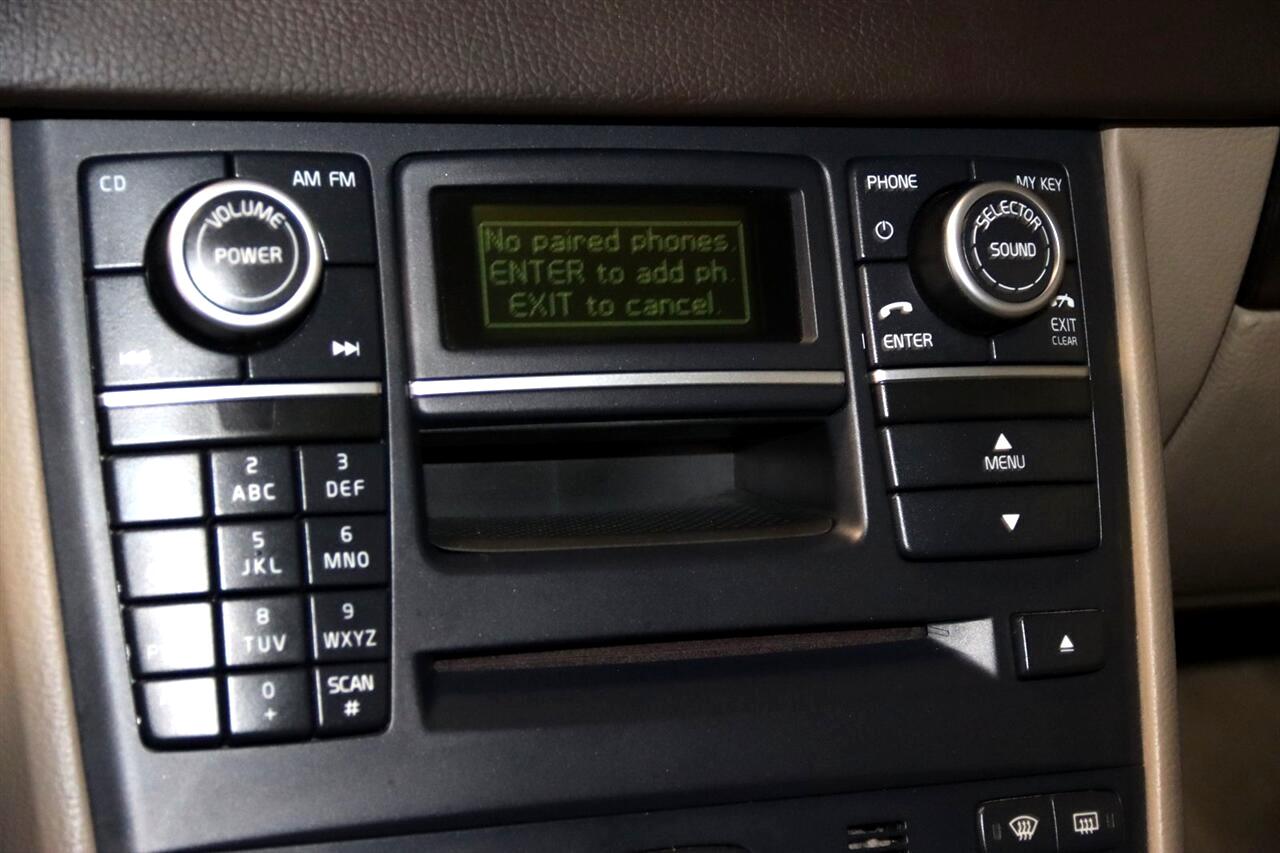 CD
AM FM
VOLUME
POWER
No paired phones.
ENTER to add ph.
EXIT to cancel.
PHONE
MY KEY
SELECTOR
SOUND
ENTER
EXIT
CLEAR
MENU
2
ABC
3
DEF
5
JKL
6
MNO
8
TUV
9
WXYZ
0
+
SCAN
#